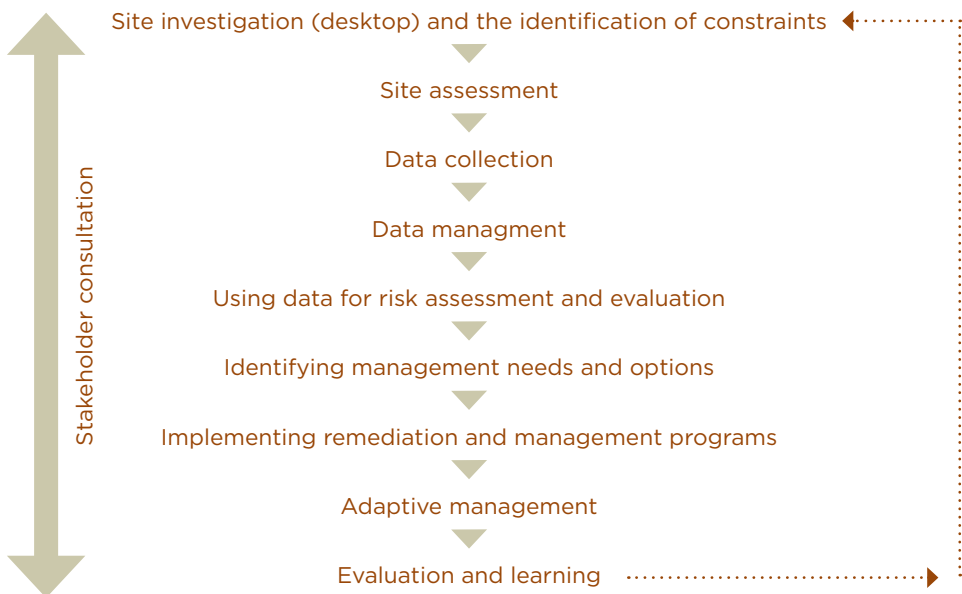 Site investigation (desktop) and the identification of constraints
Site assessment
Data collection
Data managment
Using data for risk assessment and evaluation
Identifying management needs and options
Implementing remediation and management programs
Adaptive management
Evaluation and learning
Stakeholder consultation